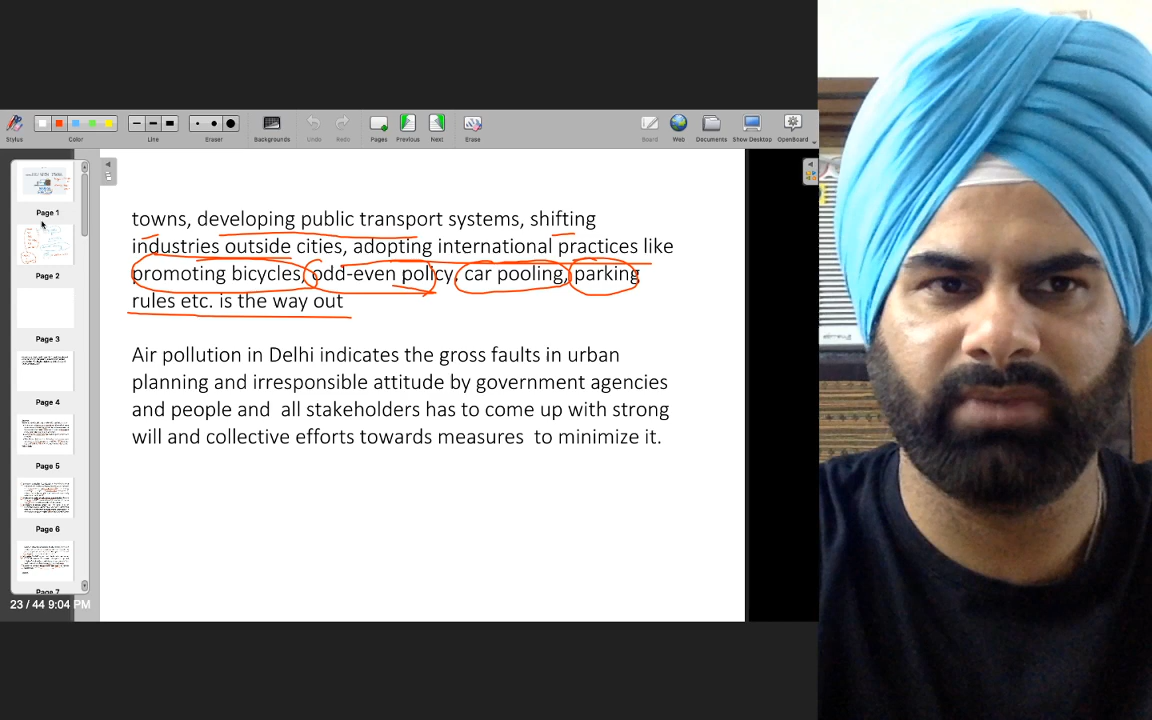 Stylus
Color
Line
Eraser
Backgrounds
Undo
Redo
Pages
Previous
Next
Erase
Board
Web
Documents
Show Desktop
OpenBoard
Page 1
Page 2
Page 3
Page 4
Page 5
Page 6
Page 7
23 / 44 9:04 PM
towns, developing public transport systems, shifting
industries outside cities, adopting international practices like
promoting bicycles, odd-even policy, car pooling, parking
rules etc. is the way out
Air pollution in Delhi indicates the gross faults in urban
planning and irresponsible attitude by government agencies
and people and all stakeholders has to come up with strong
will and collective efforts towards measures to minimize it.